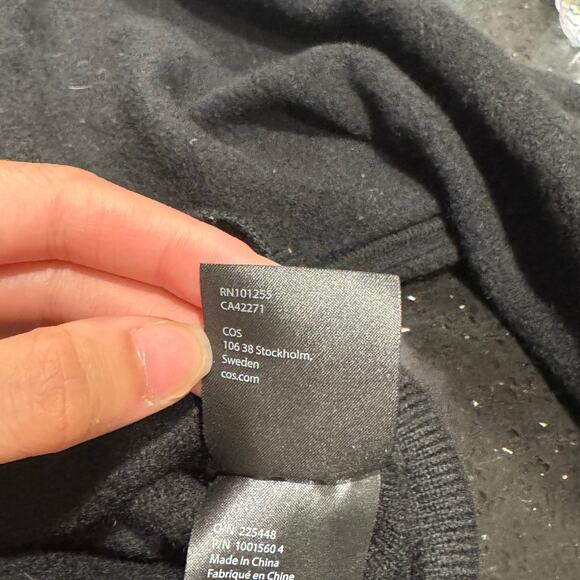 RN101255
CA42271
COS
106 38 Stockholm,
Sweden
cos.com
O/N 225448
P/N 1001560 4
Made in China
Fabriqué en Chine